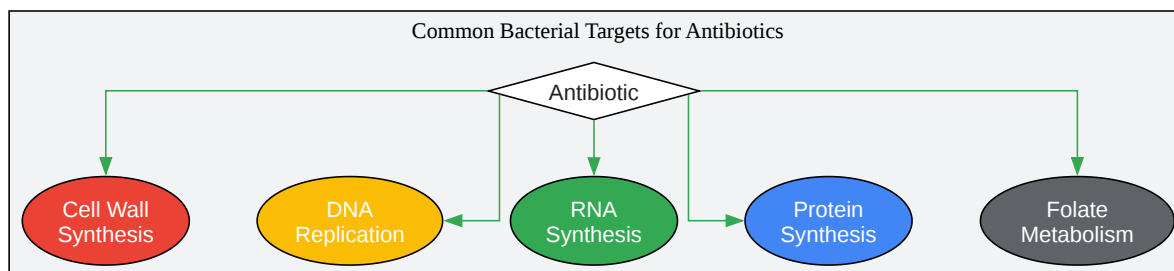 Common Bacterial Targets for Antibiotics
Antibiotic
Cell Wall
Synthesis
DNA
Replication
RNA
Synthesis
Protein
Synthesis
Folate
Metabolism